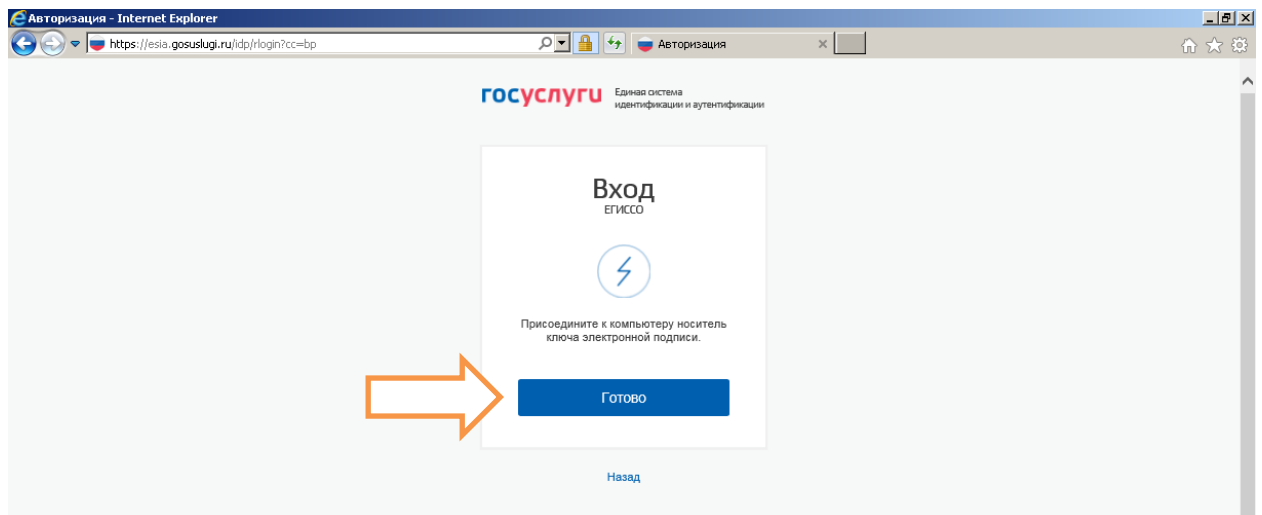 Авторизация - Internet Explorer
https://esia.gosuslugi.ru/idp/rlogin?cc=bp
Авторизация
госуслуги
Единая система
идентификации и аутентификации
Вход
ЕГИССО
Присоедините к компьютеру носитель
ключа электронной подписи.
Готово
Назад